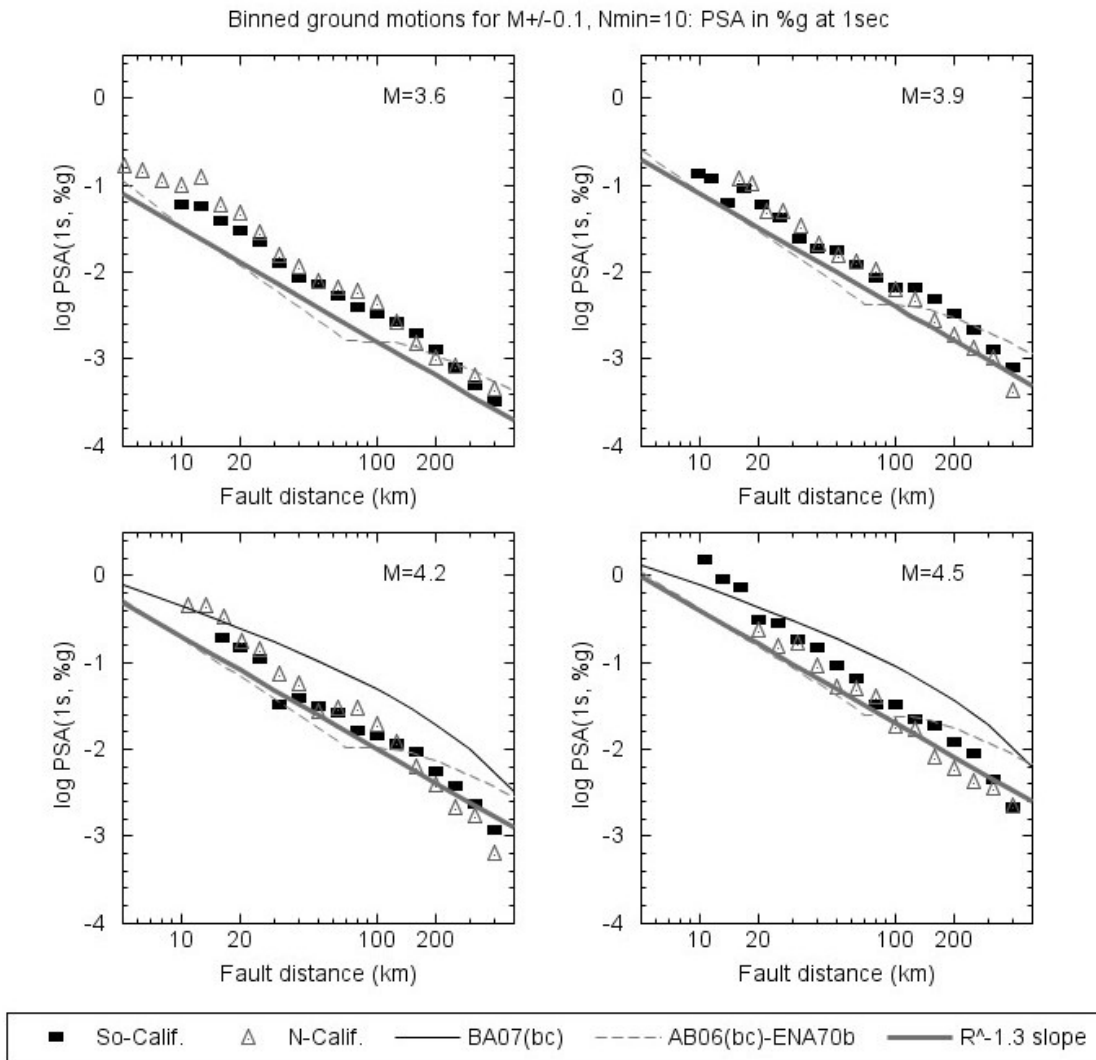 Binned ground motions for M+/-0.1, Nmin=10: PSA in %g at 1sec
M=3.6
0
-1
-2
-3
-4
log PSA(1s, %g)
10 20 100 200
Fault distance (km)
M=3.9
0
-1
-2
-3
-4
log PSA(1s, %g)
10 20 100 200
Fault distance (km)
M=4.2
0
-1
-2
-3
-4
log PSA(1s, %g)
10 20 100 200
Fault distance (km)
M=4.5
0
-1
-2
-3
-4
log PSA(1s, %g)
10 20 100 200
Fault distance (km)
So-Calif. N-Calif. BA07(bc) AB06(bc)-ENA70b R^-1.3 slope